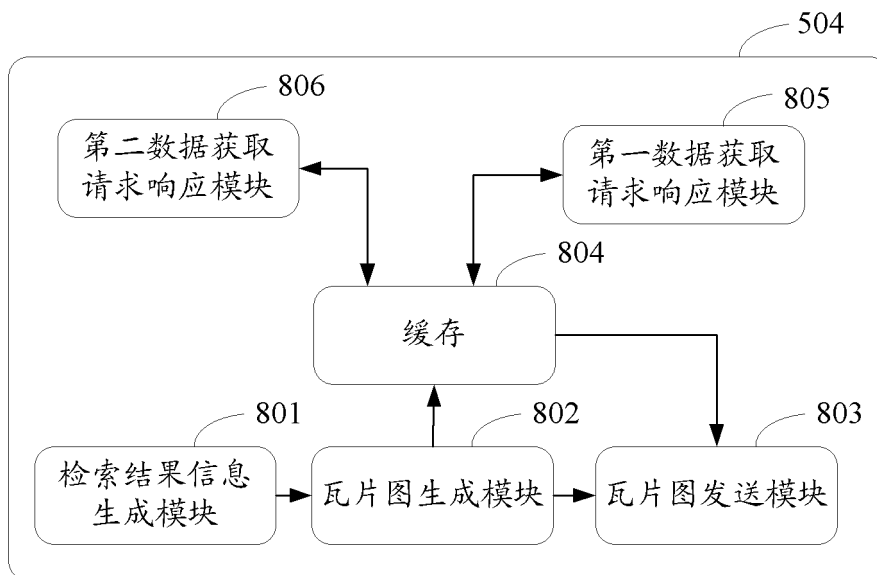 504
806
805
第二数据获取
请求响应模块
第一数据获取
请求响应模块
804
缓存
801
802
803
检索结果信息
生成模块
瓦片图生成模块
瓦片图发送模块